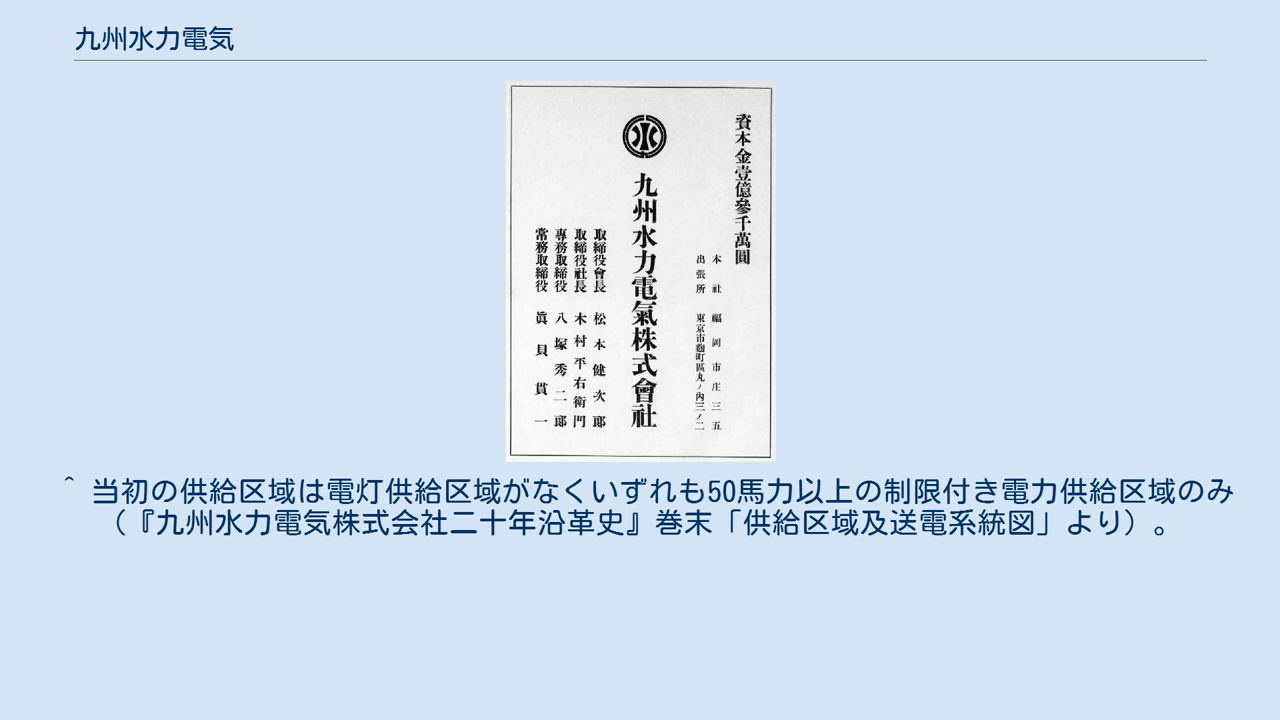 九州水力電気
資本金壹億參千萬圓
本社 福岡市庄三五
出張所 東京市麹町區丸ノ內三ノ二
九州水力電氣株式會社
取締役會長 松本健次郎
取締役社長 木村平右衛門
專務取締役 八塚秀二郎
常務取締役 眞貝貫一
^ 当初の供給区域は電灯供給区域がなくいずれも50馬力以上の制限付き電力供給区域のみ
（『九州水力電気株式会社二十年沿革史』巻末「供給区域及送電系統図」より）。